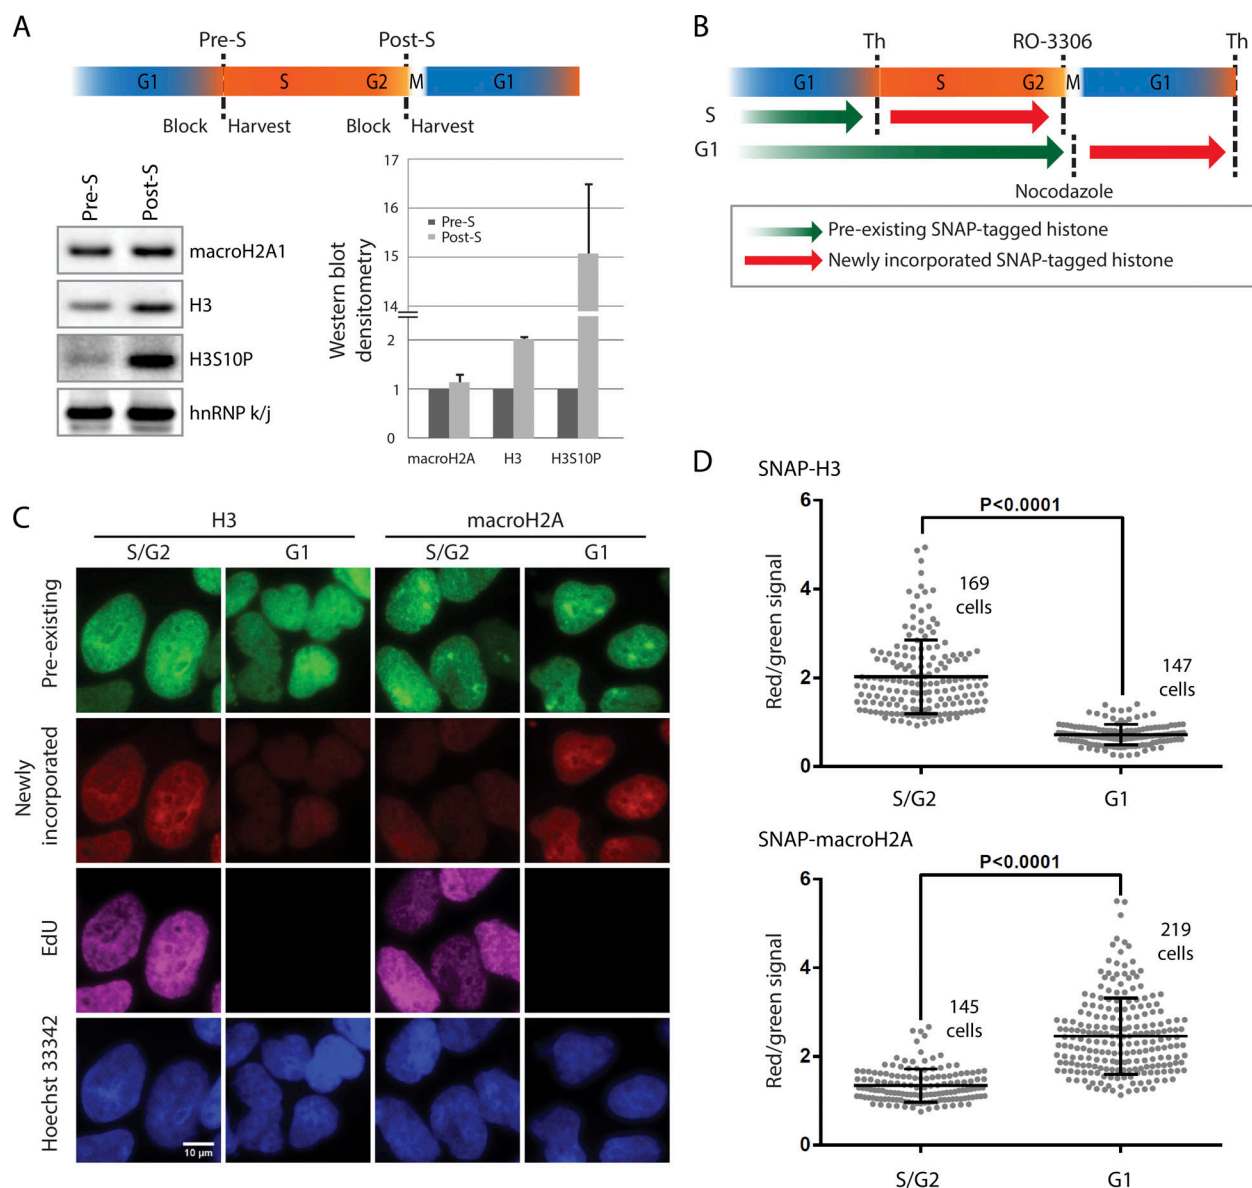 A
Pre-S
Post-S
G1
S
G2
M
G1
Block
Harvest
Block
Harvest
Pre-S
Post-S
macroH2A1
H3
H3S10P
hnRNP k/j
Western blot
densitometry
17
16
15
14
2
1
0
Pre-S
Post-S
macroH2A
H3
H3S10P
B
Th
RO-3306
Th
G1
S
G2
M
G1
S
G1
Nocodazole
Pre-existing SNAP-tagged histone
Newly incorporated SNAP-tagged histone
C
H3
macroH2A
S/G2
G1
S/G2
G1
Pre-existing
Newly
incorporated
EdU
Hoechst 33342
10 µm
D
SNAP-H3
P<0.0001
Red/green signal
6
4
2
0
169
cells
147
cells
S/G2
G1
SNAP-macroH2A
P<0.0001
Red/green signal
6
4
2
0
145
cells
219
cells
S/G2
G1